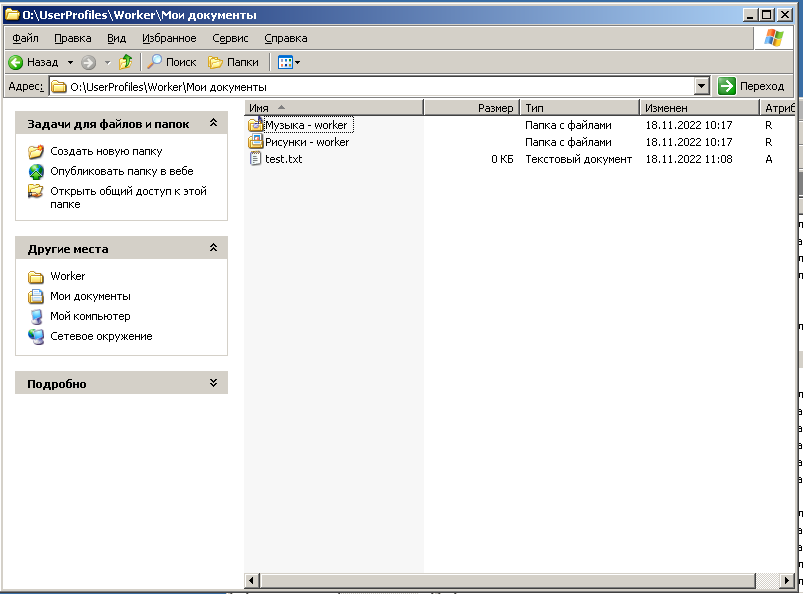 O:\UserProfiles\Worker\Мои документы
Файл Правка Вид Избранное Сервис Справка
Назад Поиск Папки
Адрес: O:\UserProfiles\Worker\Мои документы Переход
Задачи для файлов и папок
Создать новую папку
Опубликовать папку в вебе
Открыть общий доступ к этой
папке
Другие места
Worker
Мои документы
Мой компьютер
Сетевое окружение
Подробно
Имя Размер Тип Изменен Атриб
Музыка - worker Папка с файлами 18.11.2022 10:17 R
Рисунки - worker Папка с файлами 18.11.2022 10:17 R
test.txt 0 КБ Текстовый документ 18.11.2022 11:08 A